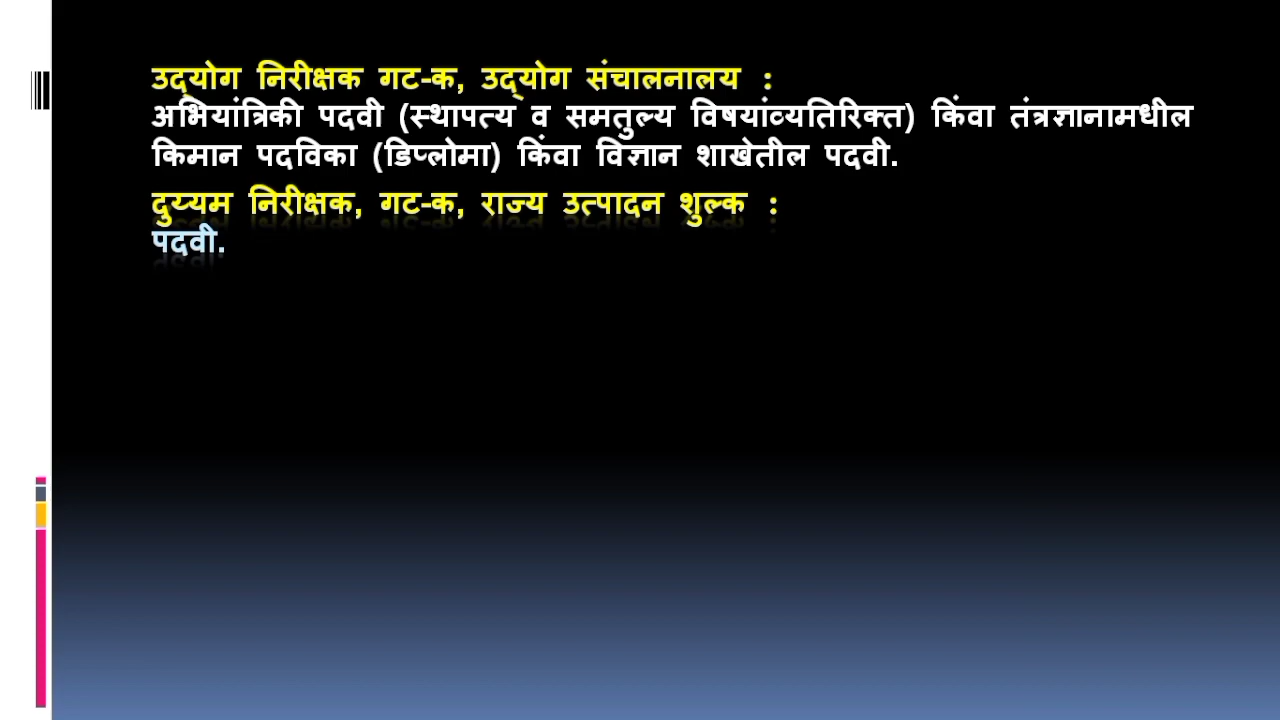 उद्‌योग निरीक्षक गट-क, उद्‌योग संचालनालय :
अभियांत्रिकी पदवी (स्थापत्य व समतुल्य विषयांव्यतिरिक्त) किंवा तंत्रज्ञानामधील
किमान पदविका (डिप्लोमा) किंवा विज्ञान शाखेतील पदवी.
दुय्यम निरीक्षक, गट-क, राज्य उत्पादन शुल्क :
पदवी.